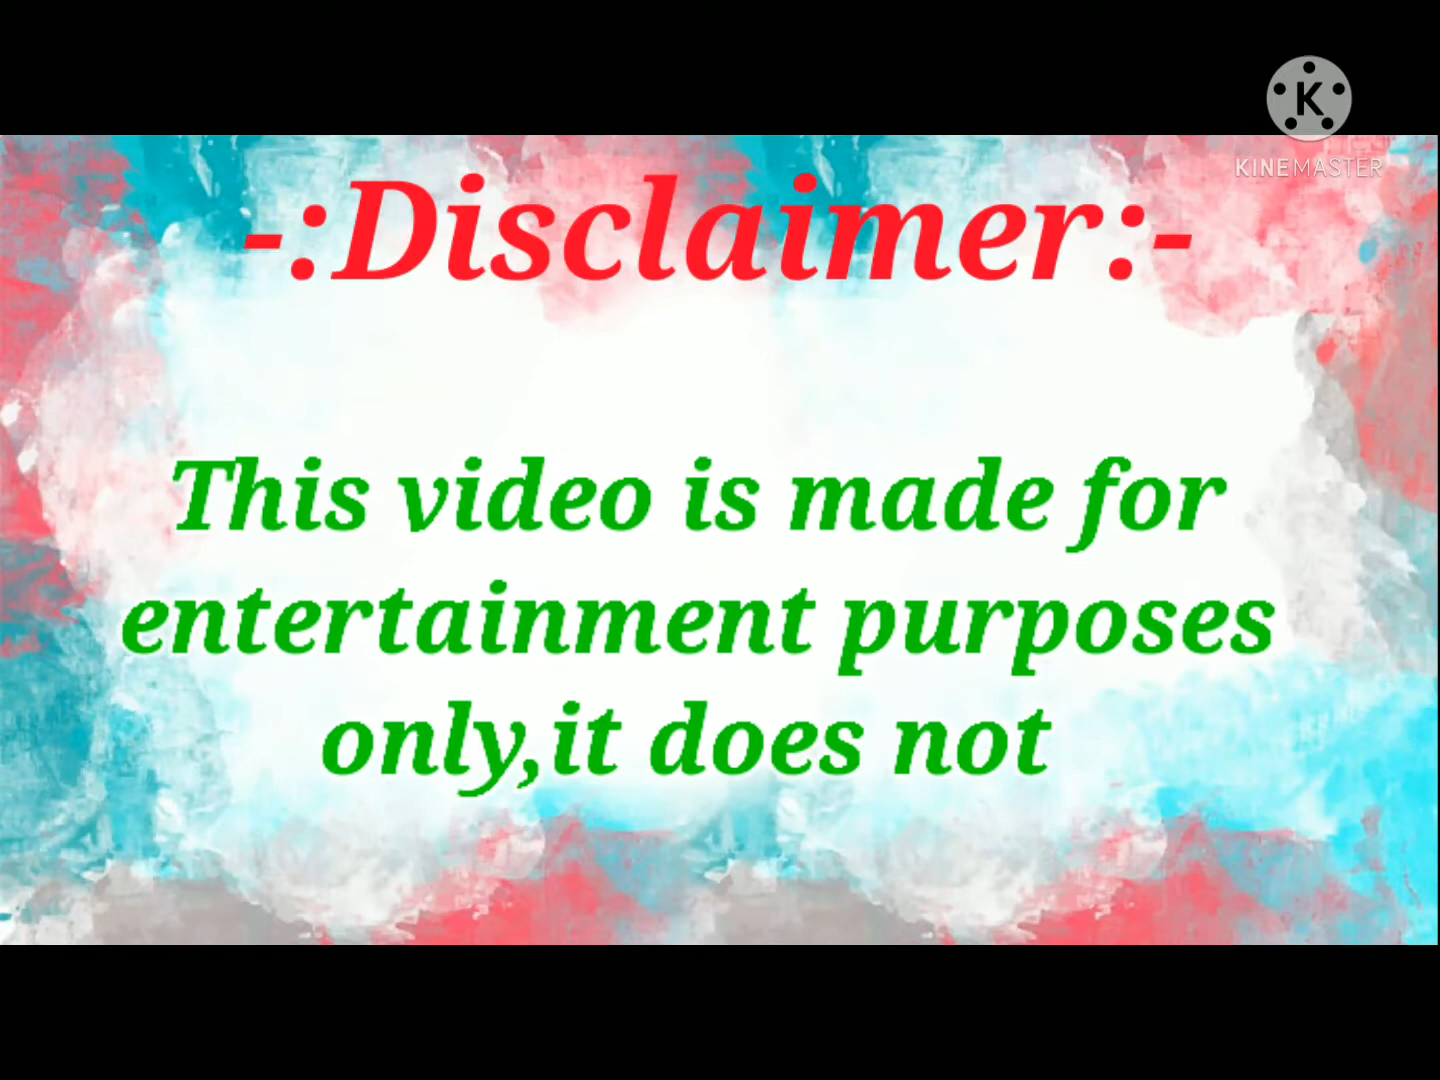 K
KINEMASTER
-:Disclaimer:-
This video is made for
entertainment purposes
only,it does not